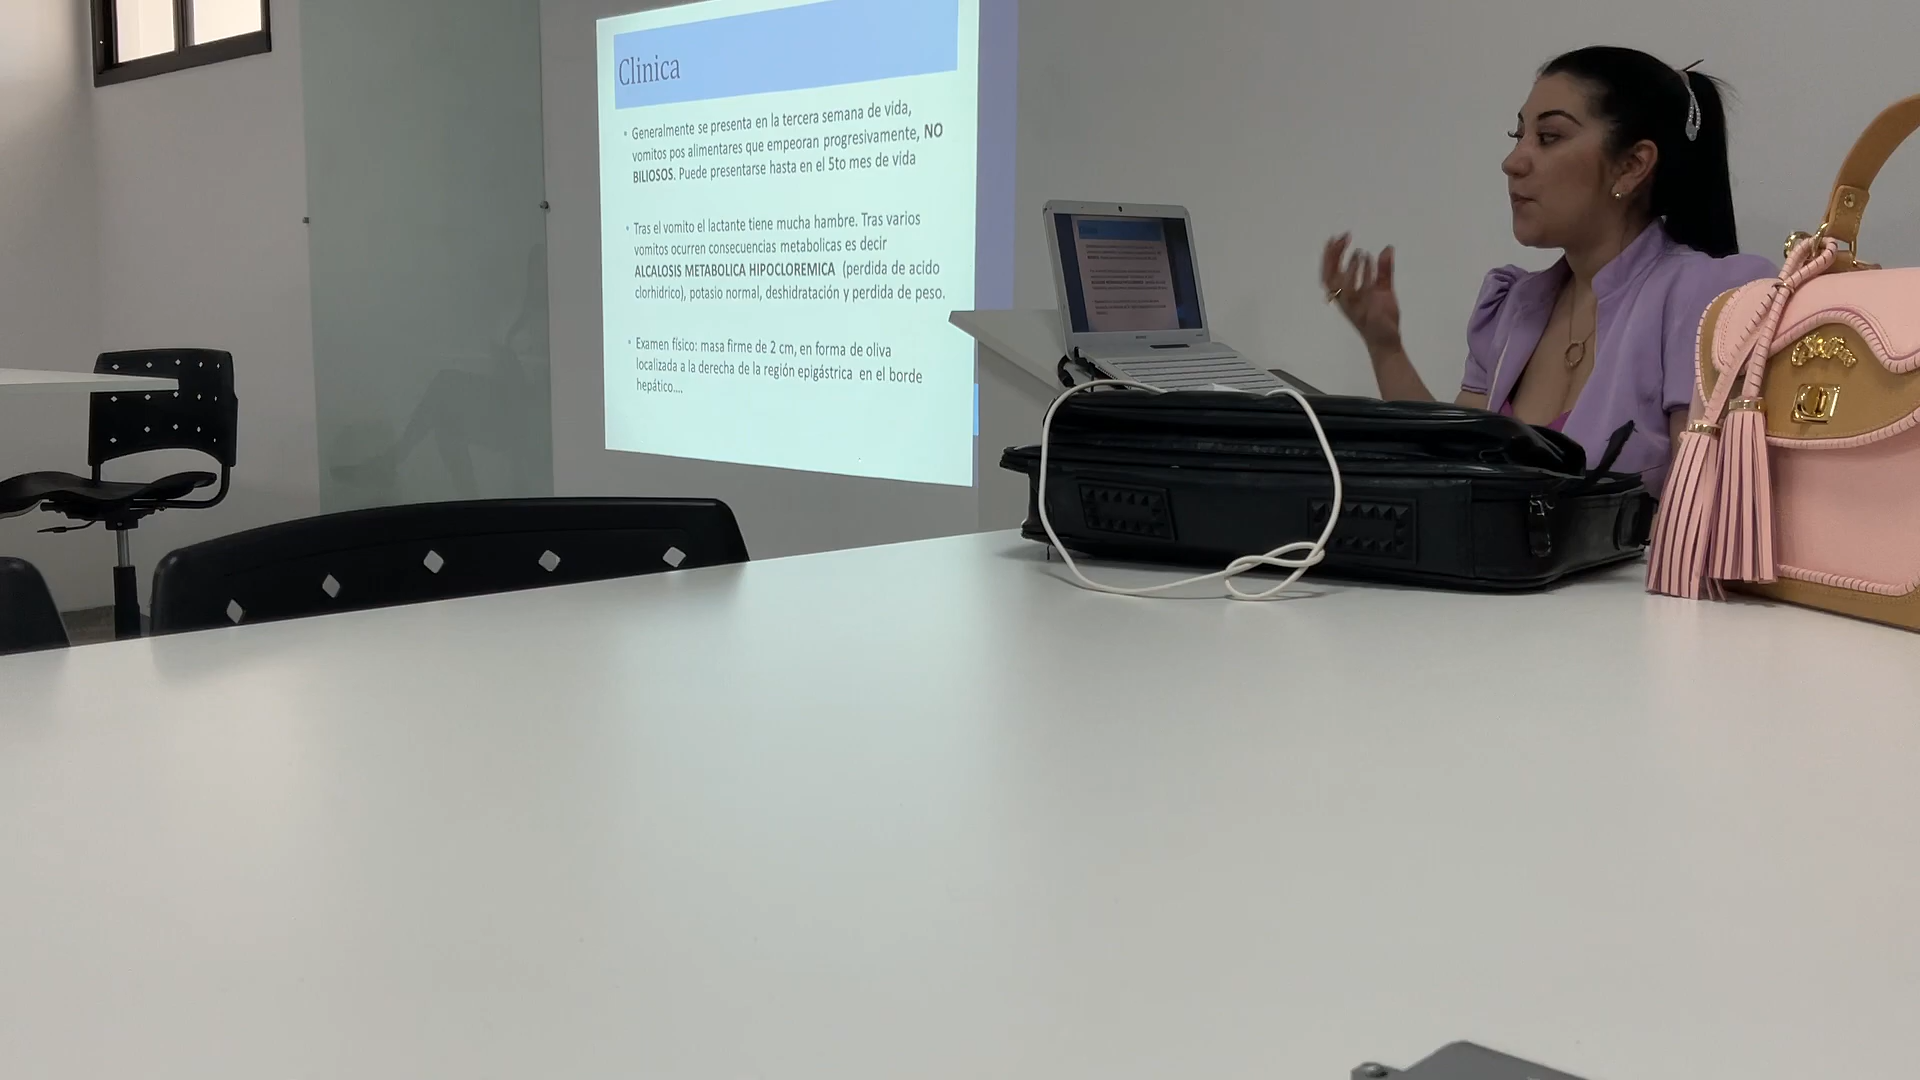 Clinica
• Generalmente se presenta en la tercera semana de vida,
vomitos pos alimentares que empeoran progresivamente, NO
BILIOSOS. Puede presentarse hasta en el 5to mes de vida
• Tras el vomito el lactante tiene mucha hambre. Tras varios
vomitos ocurren consecuencias metabolicas es decir
ALCALOSIS METABOLICA HIPOCLOREMICA (perdida de acido
clorhidrico), potasio normal, deshidratación y perdida de peso.
• Examen físico: masa firme de 2 cm, en forma de oliva
localizada a la derecha de la región epigástrica en el borde
hepático....